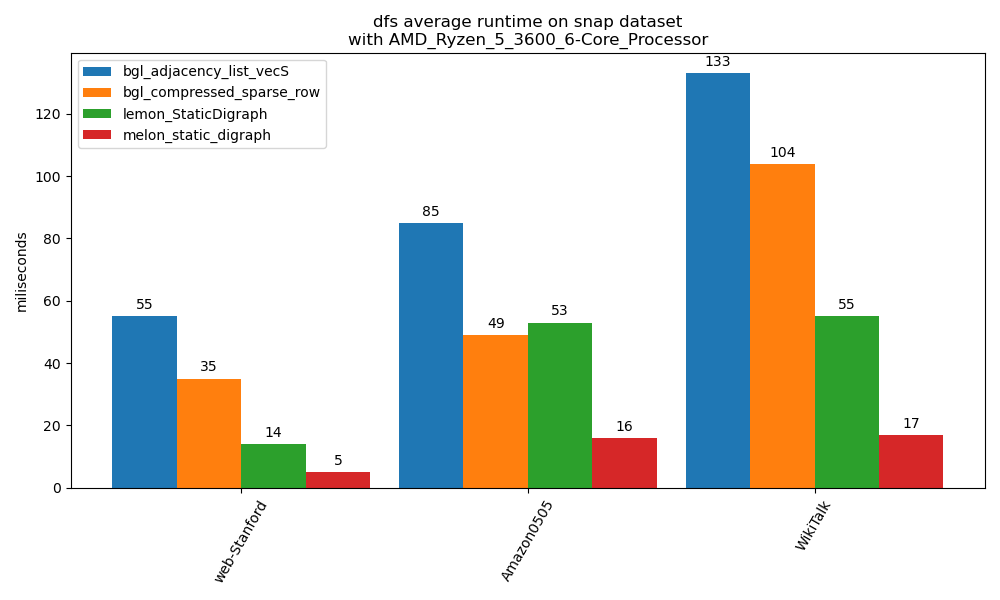 dfs average runtime on snap dataset
with AMD_Ryzen_5_3600_6-Core_Processor
bgl_adjacency_list_vecS
bgl_compressed_sparse_row
lemon_StaticDigraph
melon_static_digraph
miliseconds
120
100
80
60
40
20
0
55
35
14
5
85
49
53
16
133
104
55
17
web-Stanford
Amazon0505
WikiTalk